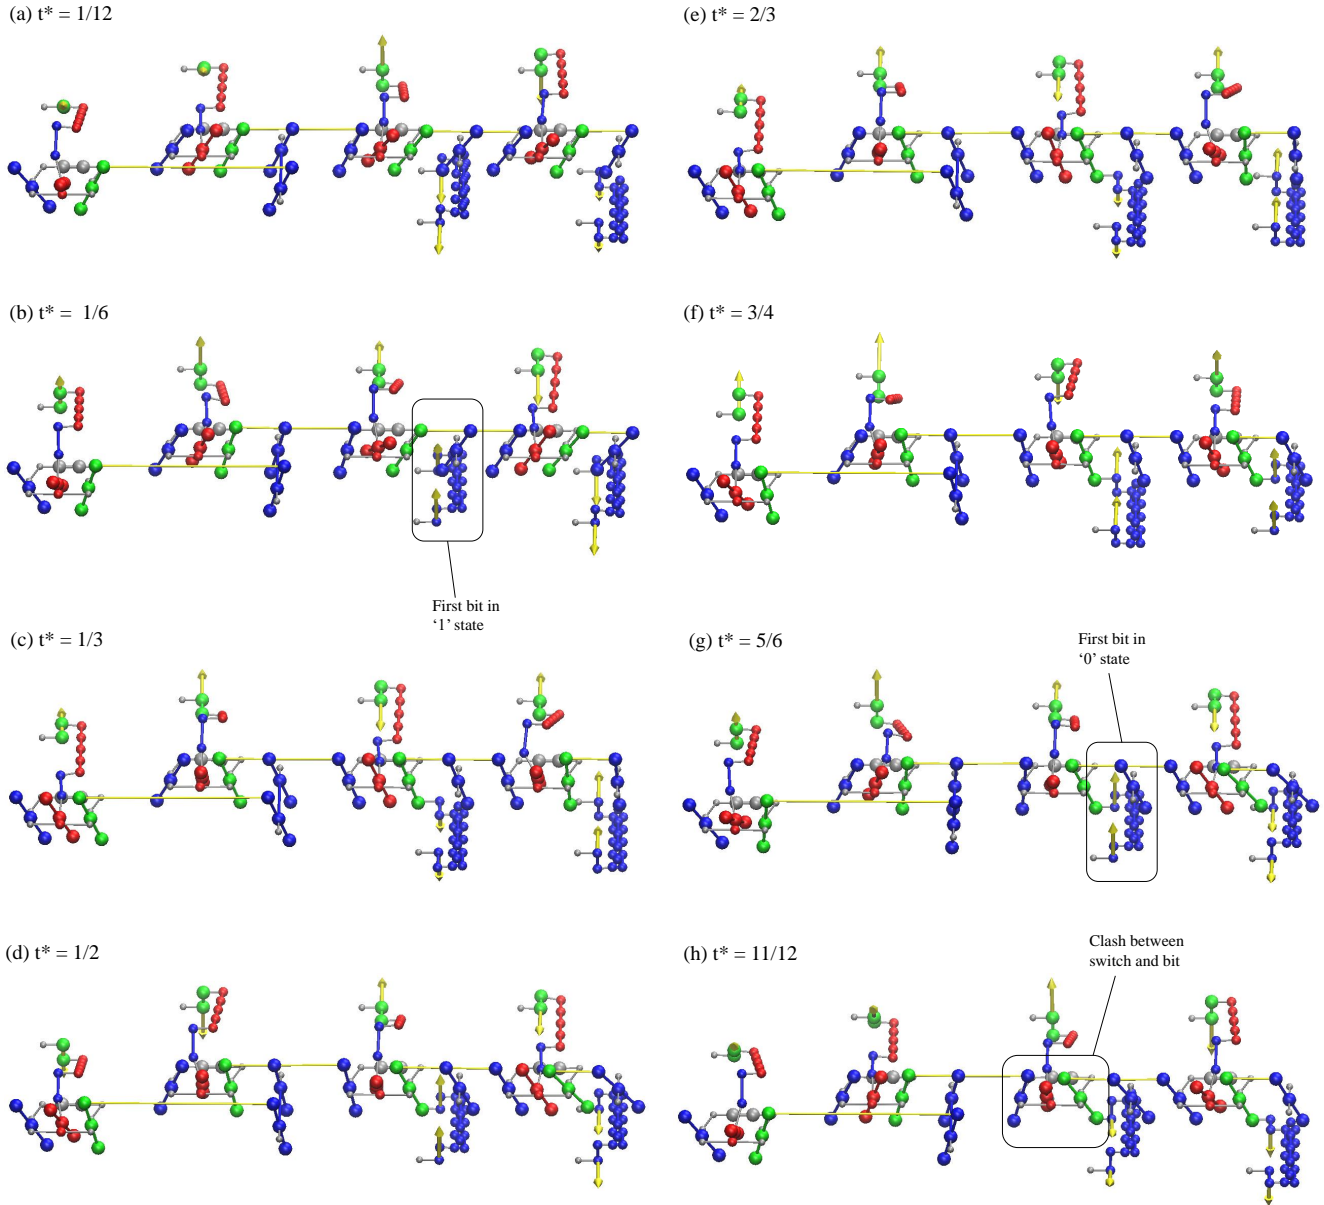 (a) t* = 1/12
(e) t* = 2/3
(b) t* = 1/6
(f) t* = 3/4
First bit in
‘1’ state
(c) t* = 1/3
(g) t* = 5/6
First bit in
‘0’ state
(d) t* = 1/2
(h) t* = 11/12
Clash between
switch and bit